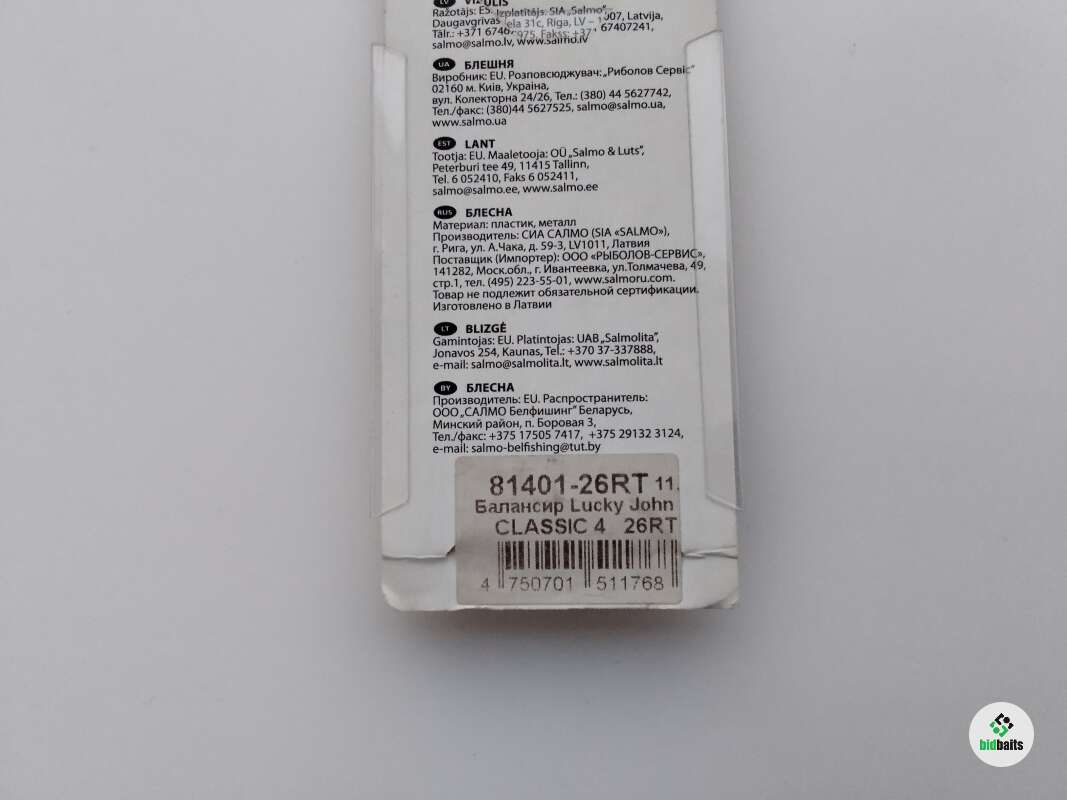 LV VIZULIS
Ražotājs: ES. Izplatītājs: SIA „Salmo”
Daugavgrīvas iela 31c, Rīga, LV – 1007, Latvija,
Tālr.: +371 67407241,
salmo@salmo.lv, www.salmo.lv
UA БЛЕШНЯ
Виробник: EU. Розповсюджувач: „Риболов Сервіс”
02160 м. Київ, Україна,
вул. Колекторна 24/26, Тел.: (380) 44 5627742,
Тел./факс: (380)44 5627525, salmo@salmo.ua,
www.salmo.ua
EST LANT
Tootja: EU. Maaletooja: OÜ „Salmo & Luts”,
Peterburi tee 49, 11415 Tallinn,
Tel. 6 052410, Faks 6 052411,
salmo@salmo.ee, www.salmo.ee
RUS БЛЕСНА
Материал: пластик, металл
Производитель: СИА САЛМО (SIA «SALMO»),
г. Рига, ул. А.Чака, д. 59-3, LV1011, Латвия
Поставщик (Импортер): ООО «РЫБОЛОВ-СЕРВИС»,
141282, Моск.обл., г. Ивантеевка, ул.Толмачева, 49,
стр.1, тел. (495) 223-55-01, www.salmoru.com.
Товар не подлежит обязательной сертификации.
Изготовлено в Латвии
LT BLIZGĖ
Gamintojas: EU. Platintojas: UAB „Salmolita”,
Jonavos 254, Kaunas, Tel.: +370 37-337888,
e-mail: salmo@salmolita.lt, www.salmolita.lt
BY БЛЕСНА
Производитель: EU. Распространитель:
ООО „САЛМО Белфишинг” Беларусь,
Минский район, п. Боровая 3,
Тел./факс: +375 17505 7417, +375 29132 3124,
e-mail: salmo-belfishing@tut.by
81401-26RT 11.
Балансир Lucky John
CLASSIC 4 26RT
4 750701 511768
bidbaits